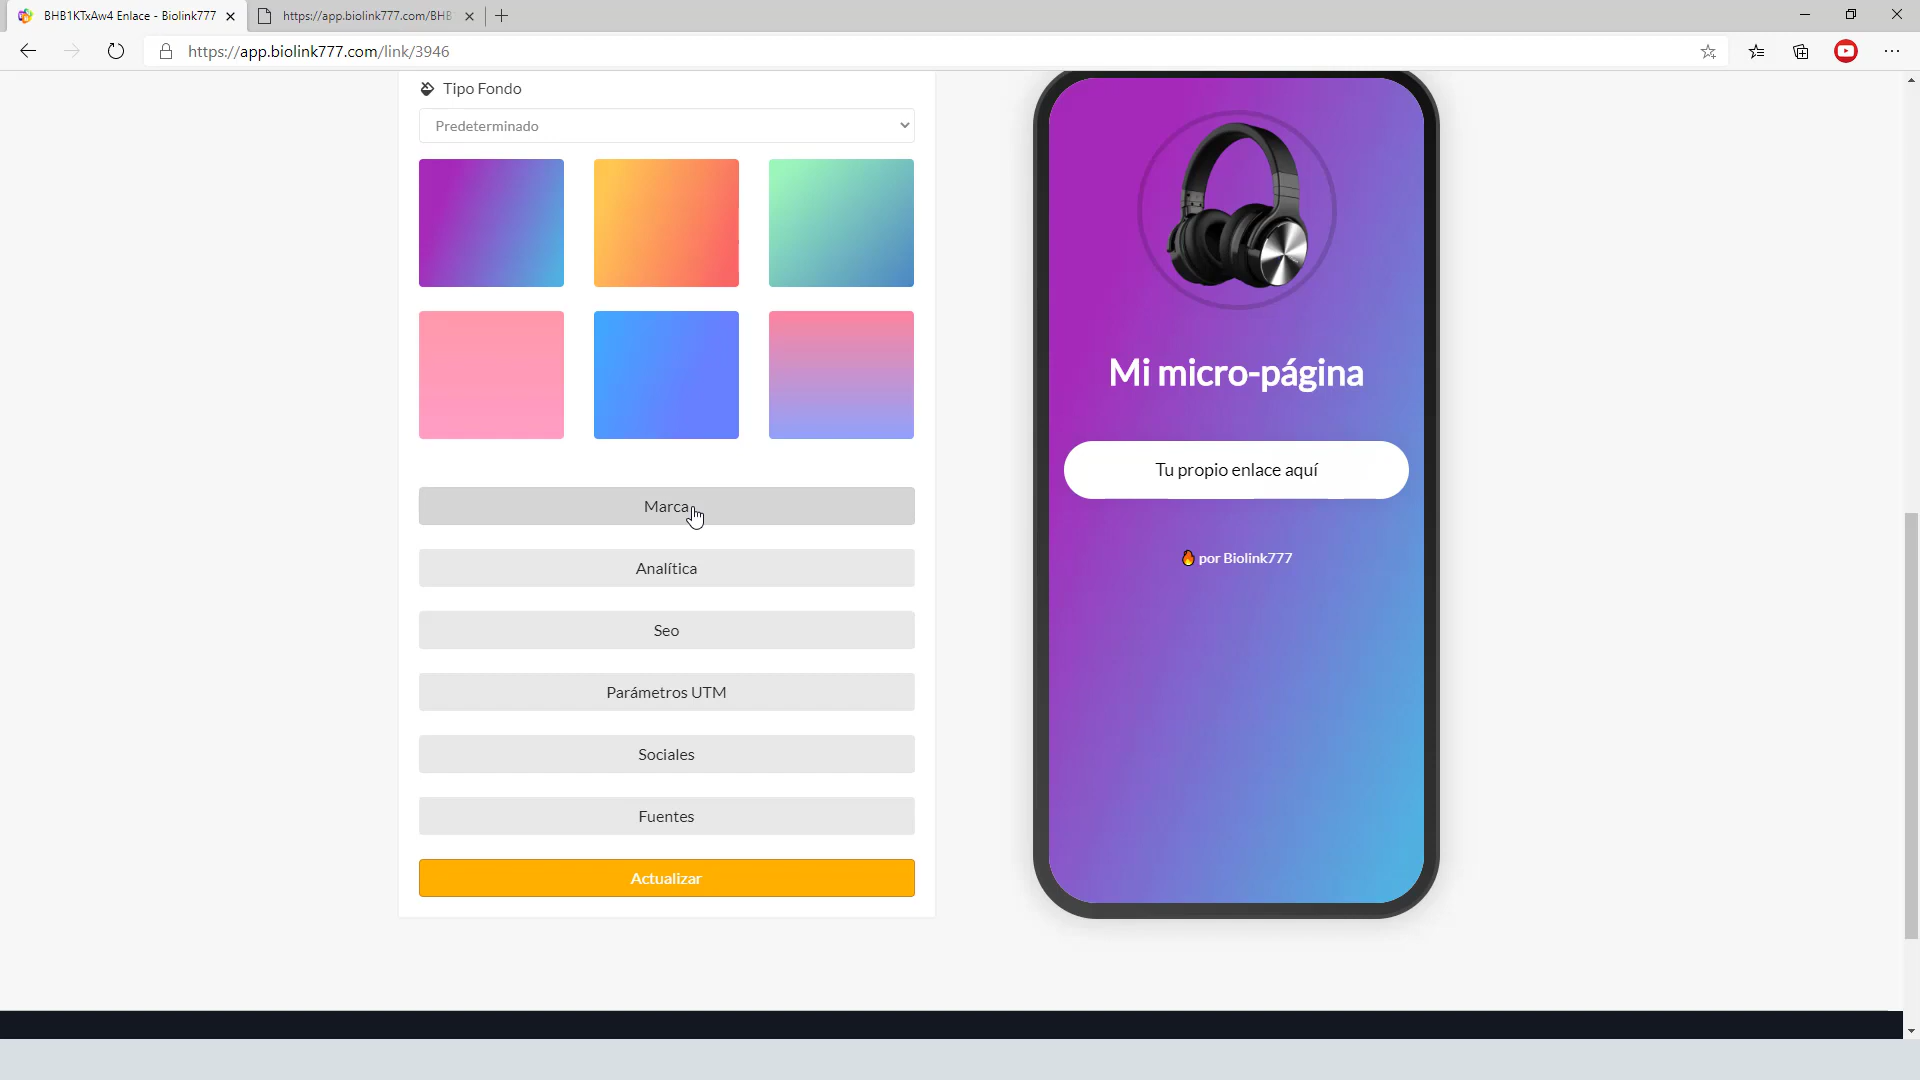 BHB1KTxAw4 Enlace - Biolink777
https://app.biolink777.com/BHB
https://app.biolink777.com/link/3946
Tipo Fondo
Predeterminado
Marca
Analítica
Seo
Parámetros UTM
Sociales
Fuentes
Actualizar
Mi micro-página
Tu propio enlace aquí
por Biolink777